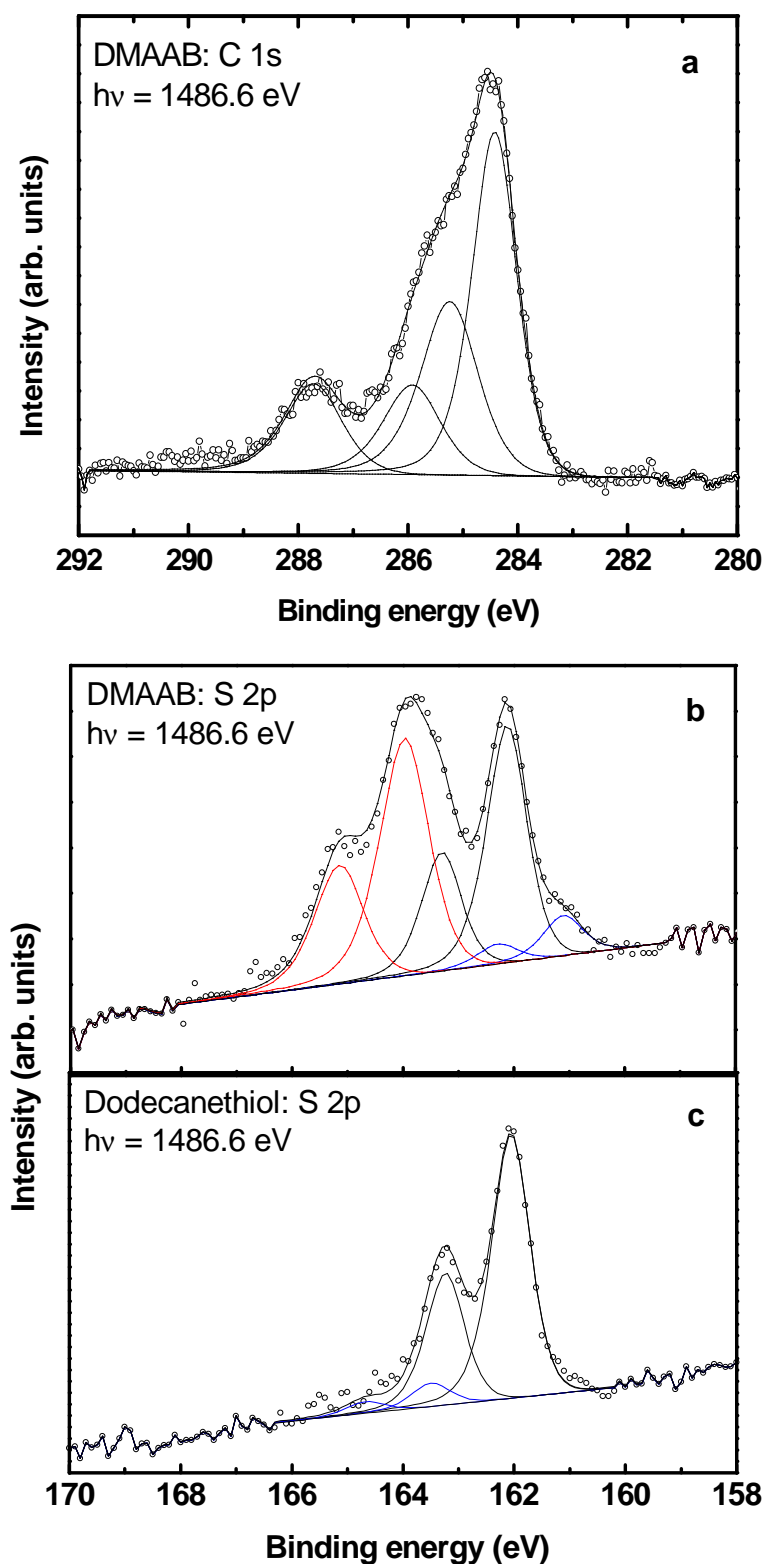 DMAAB: C 1s
a
hν = 1486.6 eV
Intensity (arb. units)
292 290 288 286 284 282 280
Binding energy (eV)
DMAAB: S 2p
b
hν = 1486.6 eV
Dodecanethiol: S 2p
c
hν = 1486.6 eV
Intensity (arb. units)
170 168 166 164 162 160 158
Binding energy (eV)